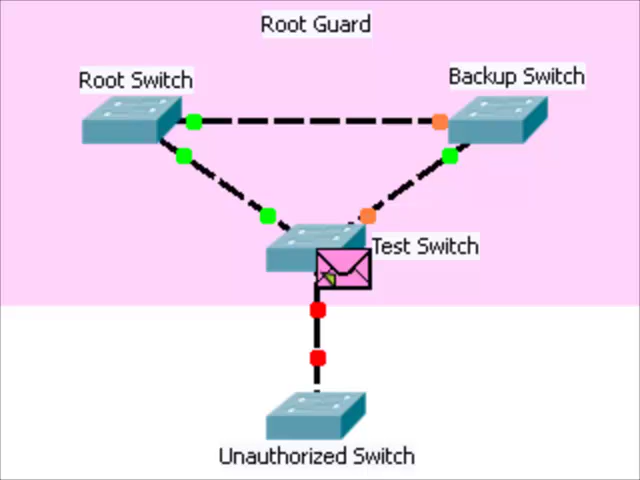 Root Guard
Root Switch
Backup Switch
Test Switch
Unauthorized Switch